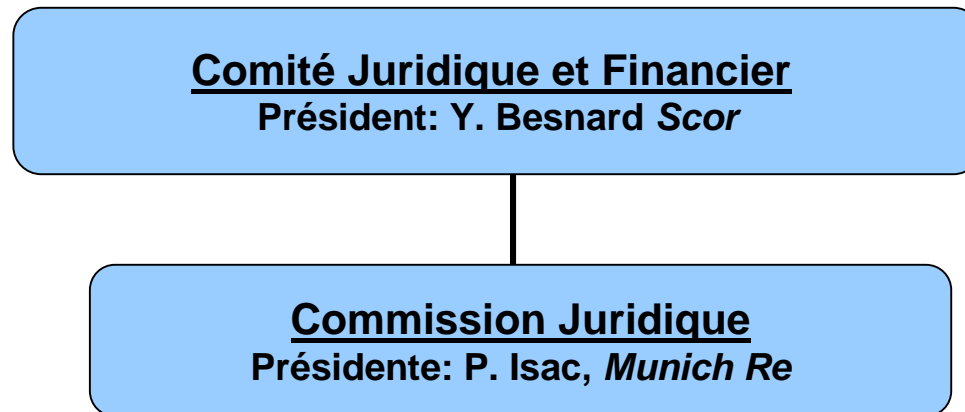 Comité Juridique et Financier
Président: Y. Besnard Scor
Commission Juridique
Présidente: P. Isac, Munich Re